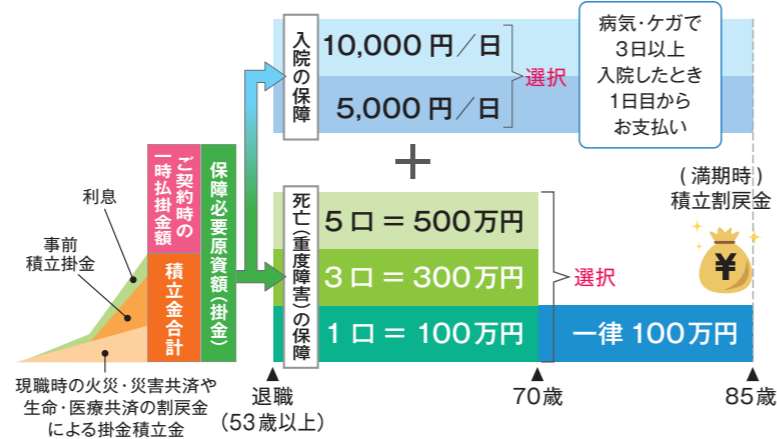 入院の保障
10,000円／日
5,000円／日
選択
病気・ケガで
3日以上
入院したとき
1日目から
お支払い
＋
ご契約時の
一時払掛金額
積立金合計
保障必要原資額（掛金）
利息
事前
積立掛金
現職時の火災・災害共済や
生命・医療共済の割戻金
による掛金積立金
死亡（重度障害）の保障
5口＝500万円
3口＝300万円
1口＝100万円
選択
一律100万円
（満期時）
積立割戻金
¥
退職
（53歳以上）
70歳
85歳